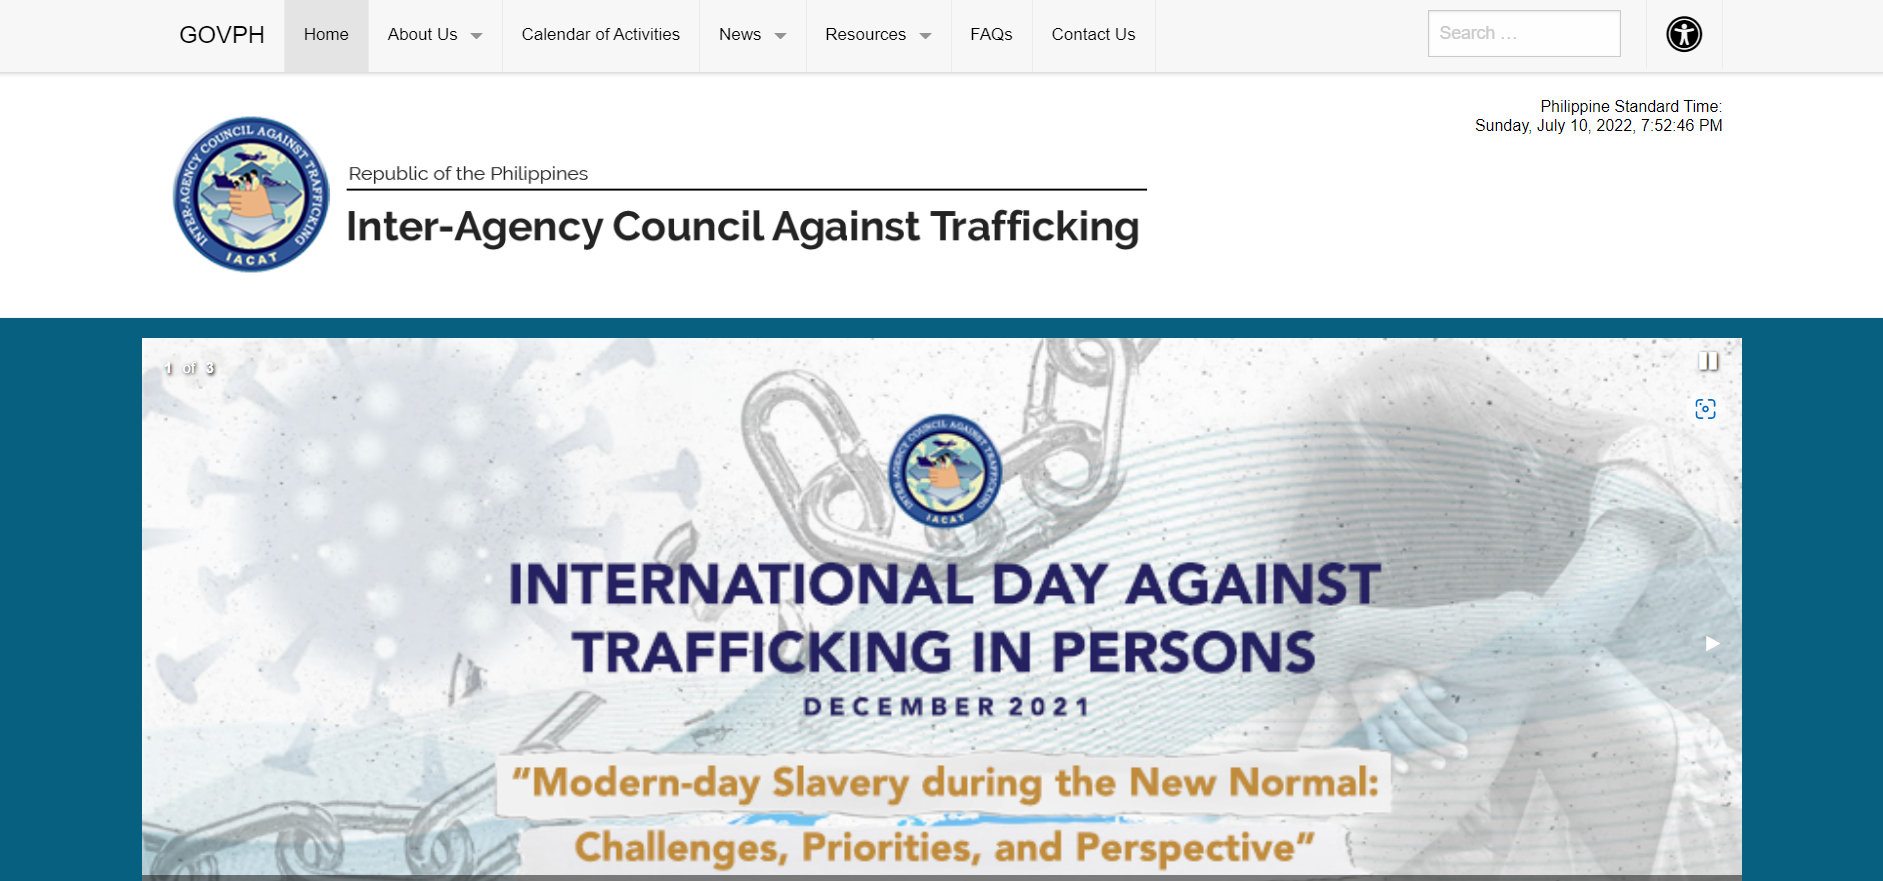 GOVPH
Home
About Us
Calendar of Activities
News
Resources
FAQs
Contact Us
Search ...
Philippine Standard Time:
Sunday, July 10, 2022, 7:52:46 PM
INTER-AGENCY COUNCIL AGAINST TRAFFICKING
IACAT
Republic of the Philippines
Inter-Agency Council Against Trafficking
1 of 3
INTER-AGENCY COUNCIL AGAINST TRAFFICKING
IACAT
INTERNATIONAL DAY AGAINST
TRAFFICKING IN PERSONS
DECEMBER 2021
"Modern-day Slavery during the New Normal:
Challenges, Priorities, and Perspective"